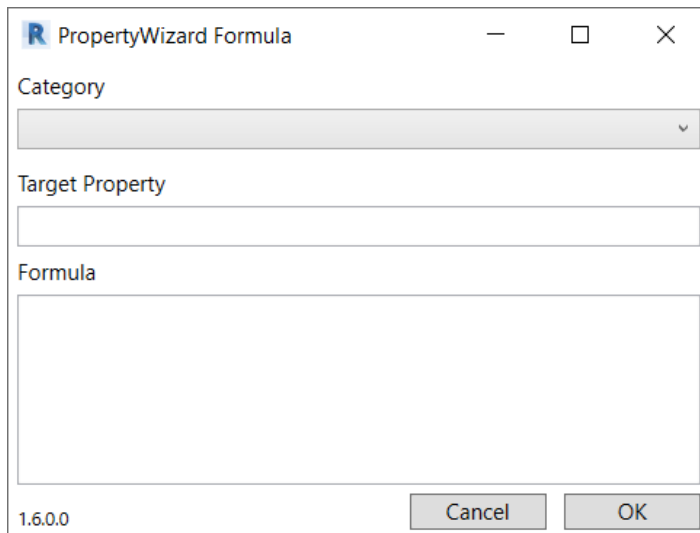 R PropertyWizard Formula
Category
Target Property
Formula
1.6.0.0 Cancel OK